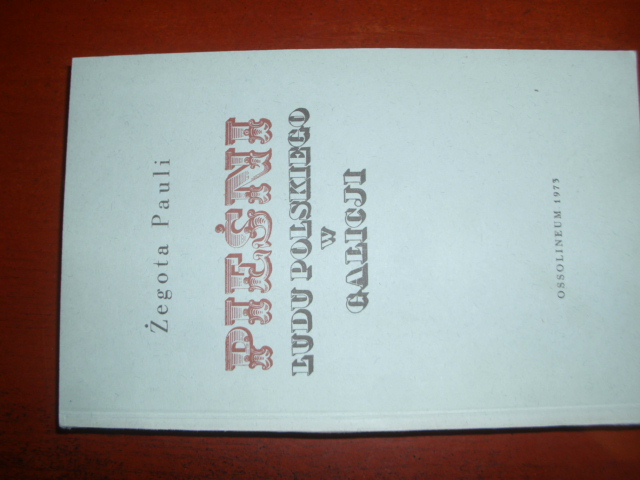 Żegota Pauli
PIEŚNI
LUDU POLSKIEGO
W
GALICJI
OSSOLINEUM 1973